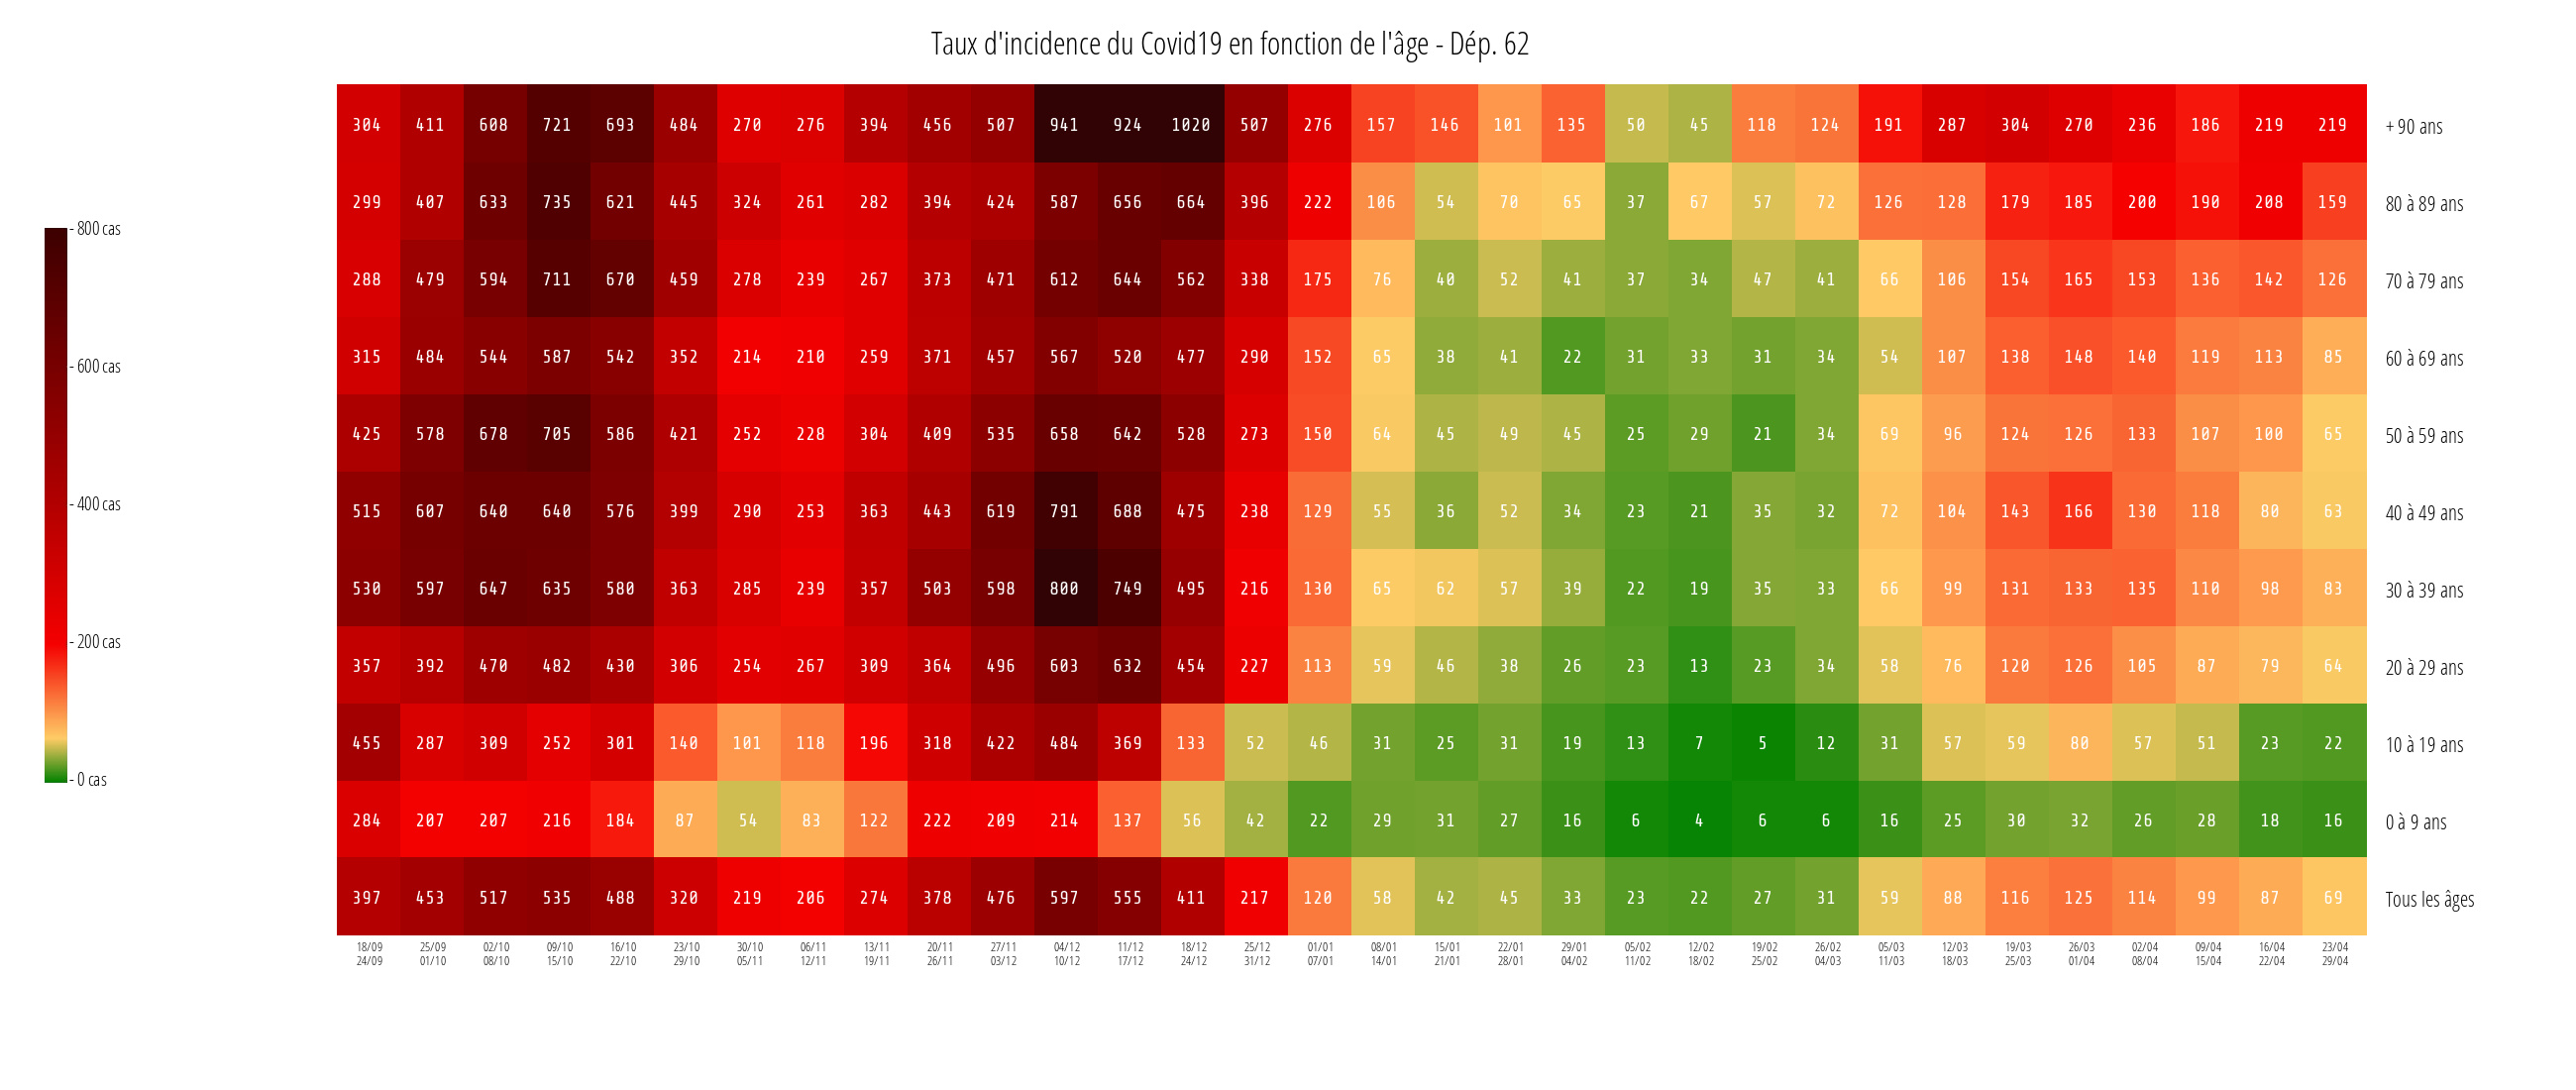 Taux d'incidence du Covid19 en fonction de l'âge - Dép. 62
304 411 608 721 693 484 270 276 394 456 507 941 924 1020 507 276 157 146 101 135 50 45 118 124 191 287 304 270 236 186 219 219 + 90 ans
299 407 633 735 621 445 324 261 282 394 424 587 656 664 396 222 106 54 70 65 37 67 57 72 126 128 179 185 200 190 208 159 80 à 89 ans
- 800 cas
288 479 594 711 670 459 278 239 267 373 471 612 644 562 338 175 76 40 52 41 37 34 47 41 66 106 154 165 153 136 142 126 70 à 79 ans
315 484 544 587 542 352 214 210 259 371 457 567 520 477 290 152 65 38 41 22 31 33 31 34 54 107 138 148 140 119 113 85 60 à 69 ans
- 600 cas
425 578 678 705 586 421 252 228 304 409 535 658 642 528 273 150 64 45 49 45 25 29 21 34 69 96 124 126 133 107 100 65 50 à 59 ans
- 400 cas
515 607 640 640 576 399 290 253 363 443 619 791 688 475 238 129 55 36 52 34 23 21 35 32 72 104 143 166 130 118 80 63 40 à 49 ans
530 597 647 635 580 363 285 239 357 503 598 800 749 495 216 130 65 62 57 39 22 19 35 33 66 99 131 133 135 110 98 83 30 à 39 ans
- 200 cas
357 392 470 482 430 306 254 267 309 364 496 603 632 454 227 113 59 46 38 26 23 13 23 34 58 76 120 126 105 87 79 64 20 à 29 ans
455 287 309 252 301 140 101 118 196 318 422 484 369 133 52 46 31 25 31 19 13 7 5 12 31 57 59 80 57 51 23 22 10 à 19 ans
- 0 cas
284 207 207 216 184 87 54 83 122 222 209 214 137 56 42 22 29 31 27 16 6 4 6 6 16 25 30 32 26 28 18 16 0 à 9 ans
397 453 517 535 488 320 219 206 274 378 476 597 555 411 217 120 58 42 45 33 23 22 27 31 59 88 116 125 114 99 87 69 Tous les âges
18/09 25/09 02/10 09/10 16/10 23/10 30/10 06/11 13/11 20/11 27/11 04/12 11/12 18/12 25/12 01/01 08/01 15/01 22/01 29/01 05/02 12/02 19/02 26/02 05/03 12/03 19/03 26/03 02/04 09/04 16/04 23/04
24/09 01/10 08/10 15/10 22/10 29/10 05/11 12/11 19/11 26/11 03/12 10/12 17/12 24/12 31/12 07/01 14/01 21/01 28/01 04/02 11/02 18/02 25/02 04/03 11/03 18/03 25/03 01/04 08/04 15/04 22/04 29/04